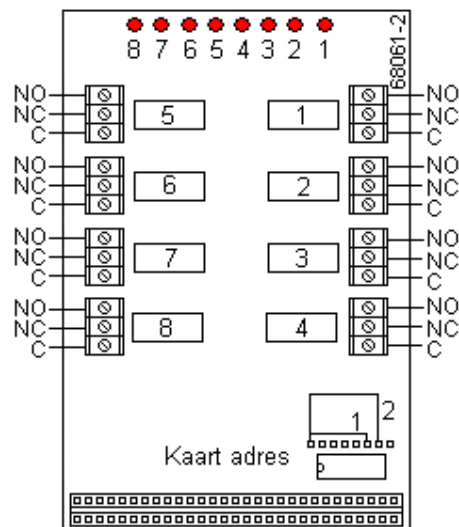 8 7 6 5 4 3 2 1
68061-2
NO NO
NC 5 1 NC
C C
NO NO
NC 6 2 NC
C C
NO NO
NC 7 3 NC
C C
NO NO
NC 8 4 NC
C C
1 2
Kaart adres